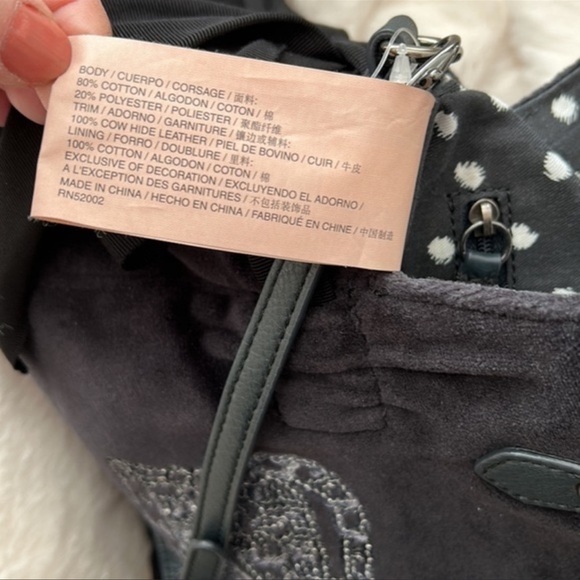 BODY / CUERPO / CORSAGE / 面料:
80% COTTON / ALGODON / COTON / 棉
20% POLYESTER / POLIESTER / 聚酯纤维
TRIM / ADORNO / GARNITURE / 镶边或辅料:
100% COW HIDE LEATHER / PIEL DE BOVINO / CUIR / 牛皮
LINING / FORRO / DOUBLURE / 里料:
100% COTTON / ALGODON / COTON / 棉
EXCLUSIVE OF DECORATION / EXCLUYENDO EL ADORNO /
A L'EXCEPTION DES GARNITURES / 不包括装饰品
MADE IN CHINA / HECHO EN CHINA / FABRIQUÉ EN CHINE / 中国制造
RN52002